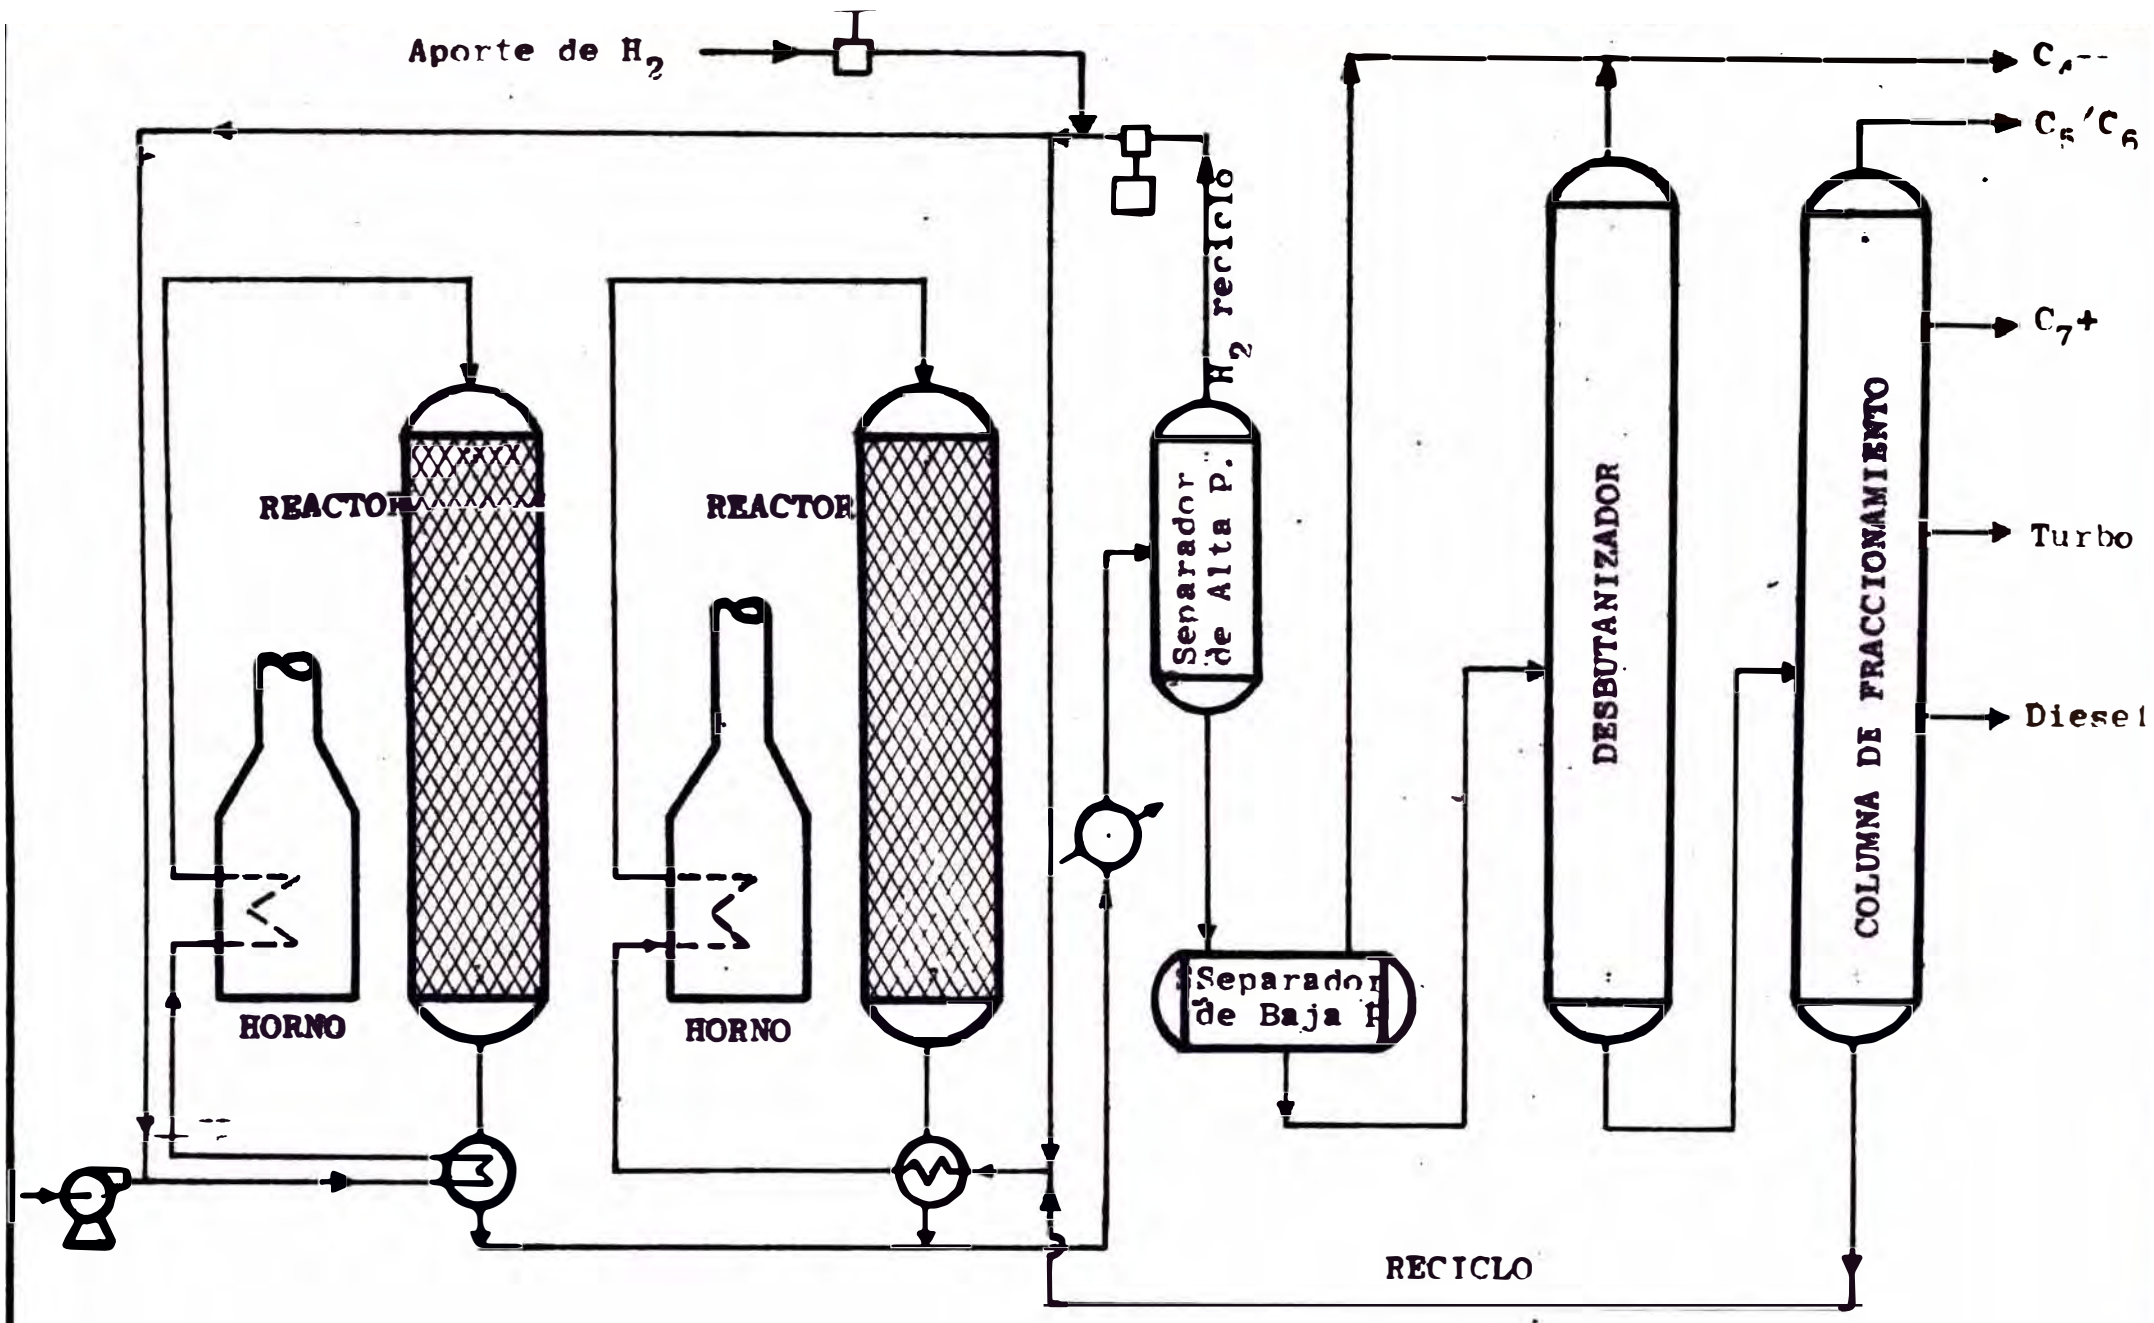 Aporte de H2
C5/C6
H2 reciclo
C7+
REACTOR
REACTOR
Separador
de Alta P.
DESBUTANIZADOR
COLUMNA DE FRACCIONAMIENTO
Turbo
Diesel
Separador
de Baja P
HORNO
HORNO
RECICLO